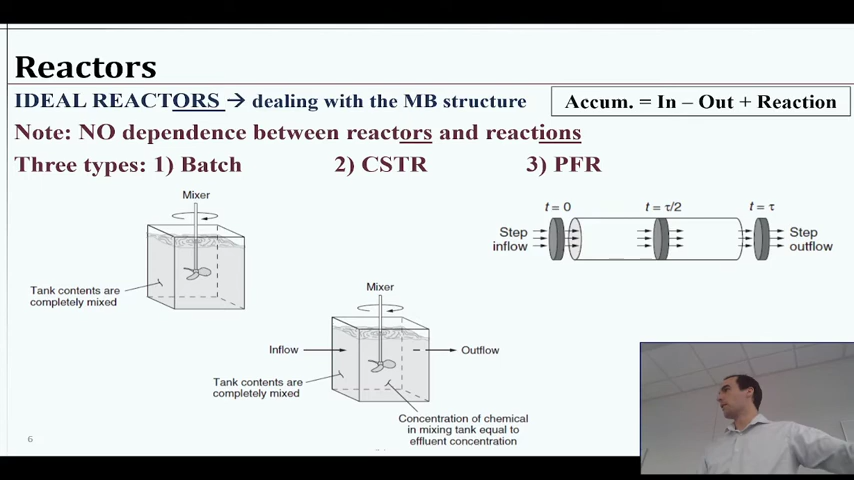 Reactors
IDEAL REACTORS → dealing with the MB structure
Accum. = In – Out + Reaction
Note: NO dependence between reactors and reactions
Three types: 1) Batch 2) CSTR 3) PFR
Mixer
Tank contents are
completely mixed
t = 0 t = τ/2 t = τ
Step
inflow
Step
outflow
Mixer
Inflow
Outflow
Tank contents are
completely mixed
Concentration of chemical
in mixing tank equal to
effluent concentration
6